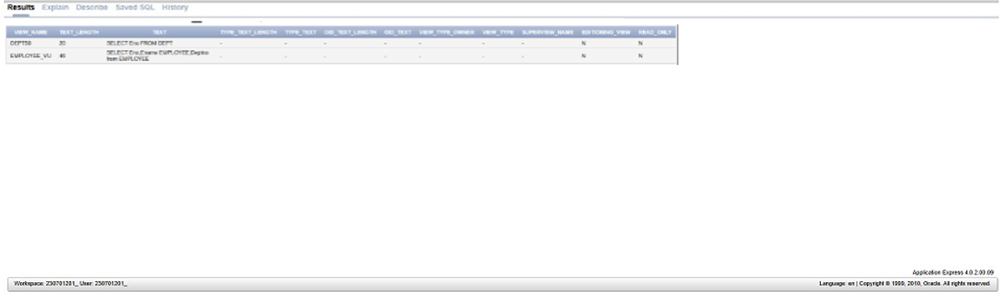 Results Explain Describe Saved SQL History
VIEW_NAME TEXT_LENGTH TEXT TYPE_TEXT_LENGTH TYPE_TEXT OID_TEXT_LENGTH OID_TEXT VIEW_TYPE_OWNER VIEW_TYPE SUPERVIEW_NAME EDITIONING_VIEW READ_ONLY
DEPT50 20 SELECT Eno FROM DEPT - - - - - - - N N
EMPLOYEE_VU 46 SELECT Eno,Ename EMPLOYEE,Deptno
from EMPLOYEE - - - - - - - N N
Application Express 4.0.2.00.09
Workspace: 230701201_ User: 230701201_ Language: en | Copyright © 1999, 2010, Oracle. All rights reserved.